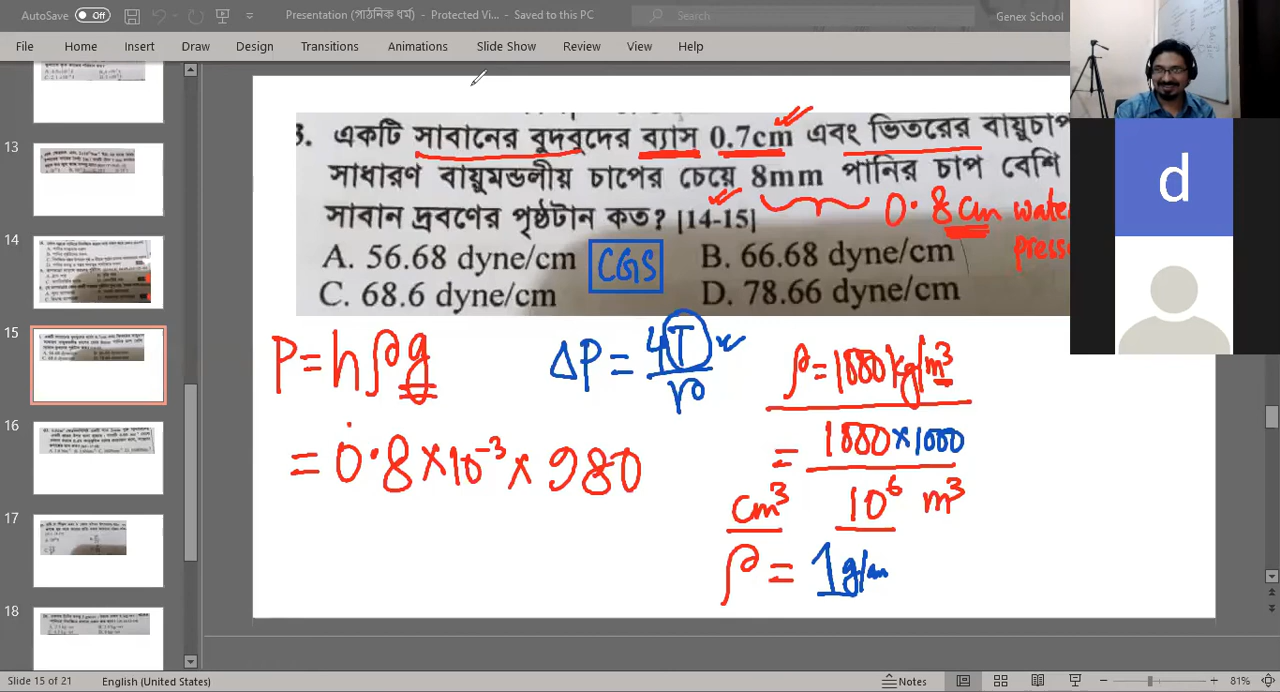 AutoSave Off Presentation (গাঠনিক ধর্ম) - Protected Vi... - Saved to this PC Search Genex School
File Home Insert Draw Design Transitions Animations Slide Show Review View Help
3. একটি সাবানের বুদবুদের ব্যাস 0.7cm এবং ভিতরের বায়ুচাপ
সাধারণ বায়ুমন্ডলীয় চাপের চেয়ে 8mm পানির চাপ বেশি
সাবান দ্রবণের পৃষ্ঠটান কত? [14-15]
0.8 cm water
press
A. 56.68 dyne/cm B. 66.68 dyne/cm
CGS
C. 68.6 dyne/cm D. 78.66 dyne/cm
P = hρg
ΔP = 4T/r
ρ = 1000 kg/m³
= 0.8 × 10⁻³ × 980
= 1000 × 1000
cm³ 10⁶ m³
ρ = 1 g/cm
d
13
14
15
16
17
18
Slide 15 of 21 English (United States) Notes 81%